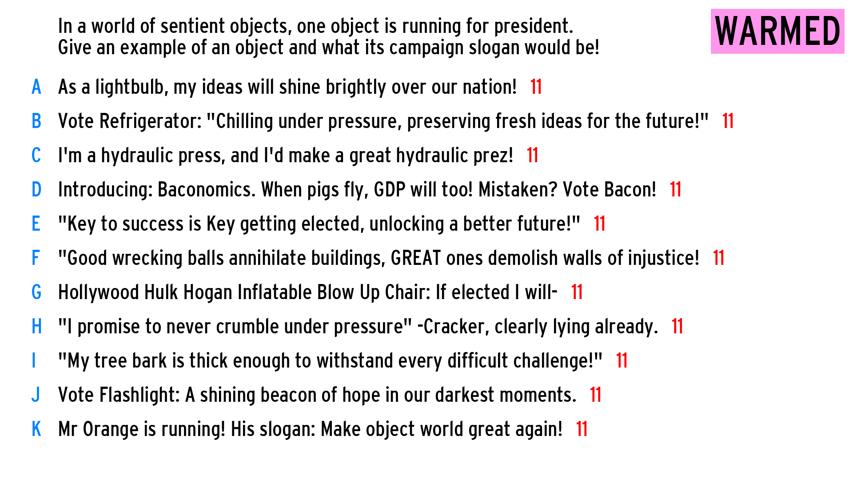 In a world of sentient objects, one object is running for president.
Give an example of an object and what its campaign slogan would be!
WARMED
A As a lightbulb, my ideas will shine brightly over our nation! 11
B Vote Refrigerator: "Chilling under pressure, preserving fresh ideas for the future!" 11
C I'm a hydraulic press, and I'd make a great hydraulic prez! 11
D Introducing: Baconomics. When pigs fly, GDP will too! Mistaken? Vote Bacon! 11
E "Key to success is Key getting elected, unlocking a better future!" 11
F "Good wrecking balls annihilate buildings, GREAT ones demolish walls of injustice! 11
G Hollywood Hulk Hogan Inflatable Blow Up Chair: If elected I will- 11
H "I promise to never crumble under pressure" -Cracker, clearly lying already. 11
I "My tree bark is thick enough to withstand every difficult challenge!" 11
J Vote Flashlight: A shining beacon of hope in our darkest moments. 11
K Mr Orange is running! His slogan: Make object world great again! 11